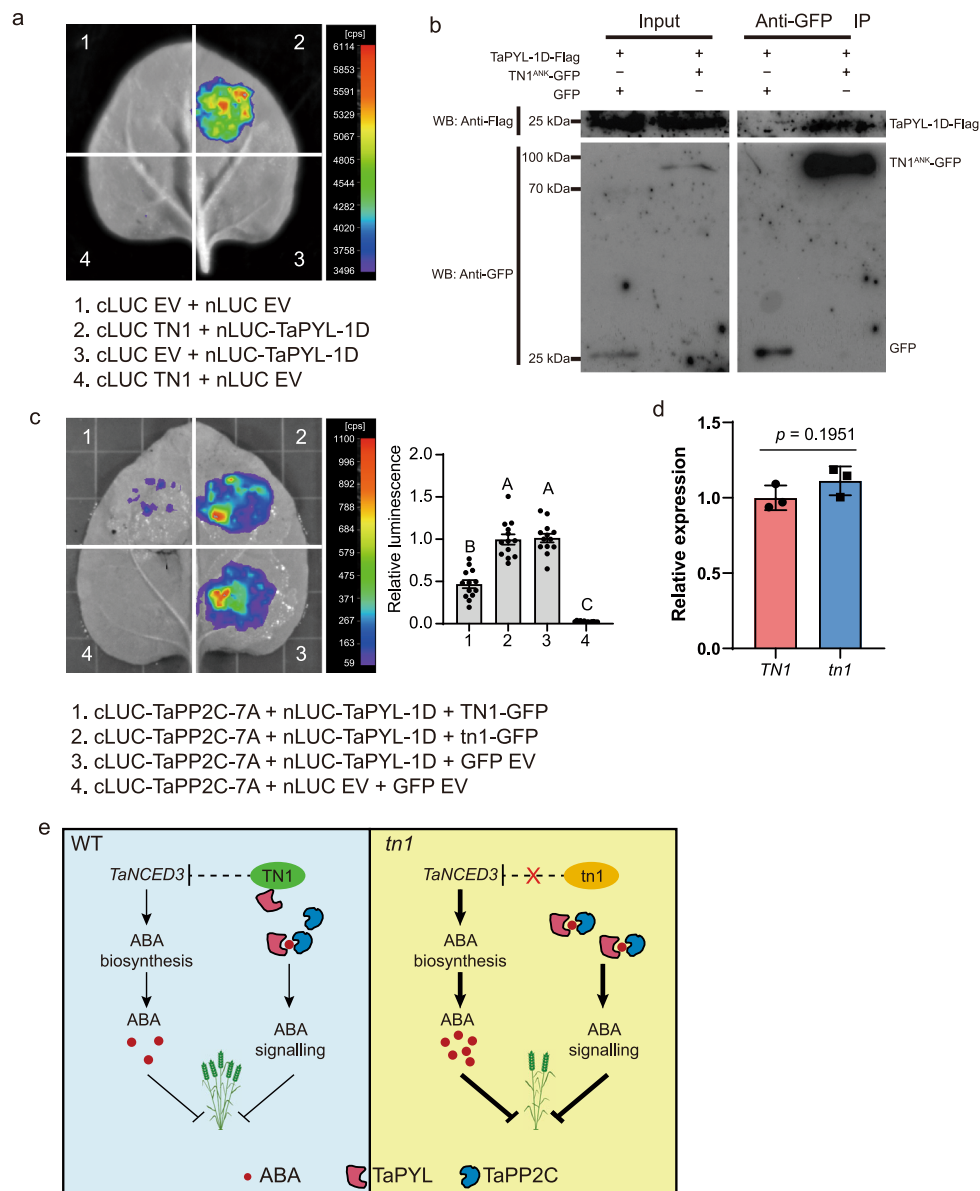 a
1
2
4
3
[cps]
6114
5853
5591
5329
5067
4805
4544
4282
4020
3758
3496
1. cLUC EV + nLUC EV
2. cLUC TN1 + nLUC-TaPYL-1D
3. cLUC EV + nLUC-TaPYL-1D
4. cLUC TN1 + nLUC EV
b
Input
Anti-GFP IP
TaPYL-1D-Flag + + + +
TN1ANK-GFP – + – +
GFP + – + –
WB: Anti-Flag
25 kDa
TaPYL-1D-Flag
100 kDa
70 kDa
TN1ANK-GFP
WB: Anti-GFP
25 kDa
GFP
c
1
2
4
3
[cps]
1100
996
892
788
684
579
475
371
267
163
59
Relative luminescence
2.0
1.5
1.0
0.5
0.0
B
A
A
C
1 2 3 4
1. cLUC-TaPP2C-7A + nLUC-TaPYL-1D + TN1-GFP
2. cLUC-TaPP2C-7A + nLUC-TaPYL-1D + tn1-GFP
3. cLUC-TaPP2C-7A + nLUC-TaPYL-1D + GFP EV
4. cLUC-TaPP2C-7A + nLUC EV + GFP EV
d
Relative expression
1.5
1.0
0.5
0.0
p = 0.1951
TN1
tn1
e
WT
TaNCED3
TN1
ABA
biosynthesis
ABA
ABA
signalling
tn1
TaNCED3
X
tn1
ABA
biosynthesis
ABA
ABA
signalling
ABA
TaPYL
TaPP2C